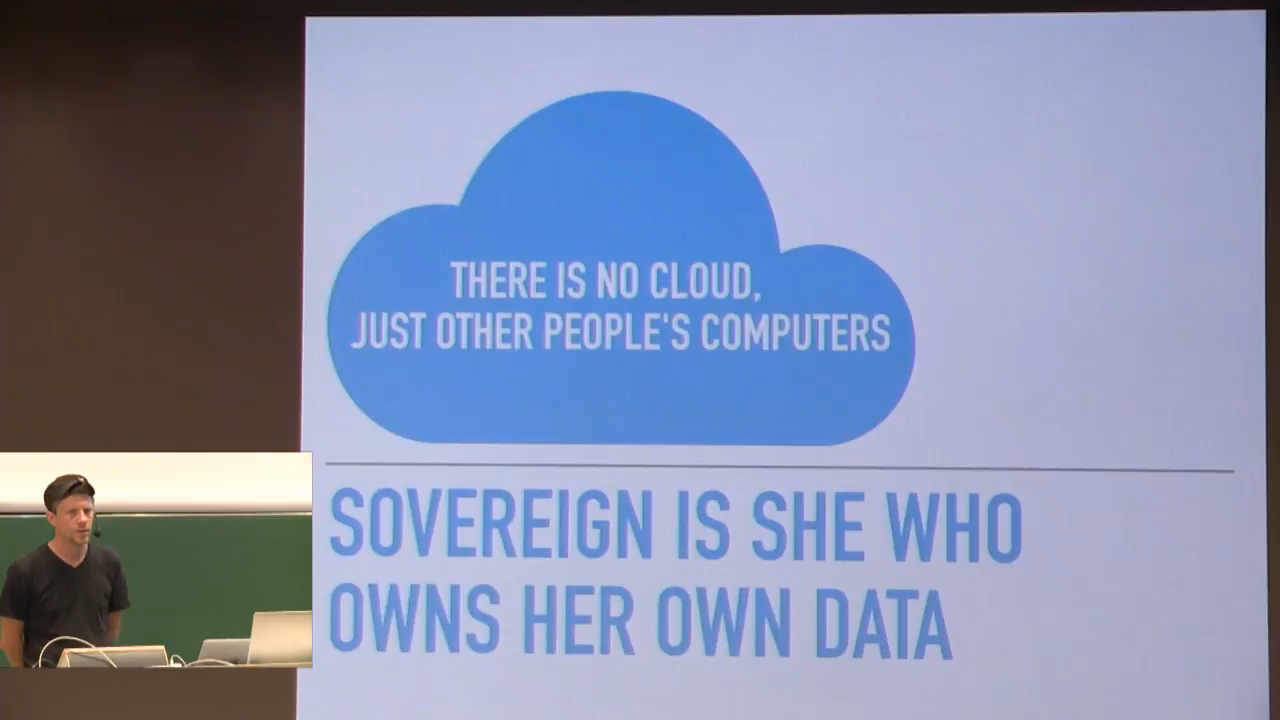 THERE IS NO CLOUD,
JUST OTHER PEOPLE'S COMPUTERS
SOVEREIGN IS SHE WHO
OWNS HER OWN DATA